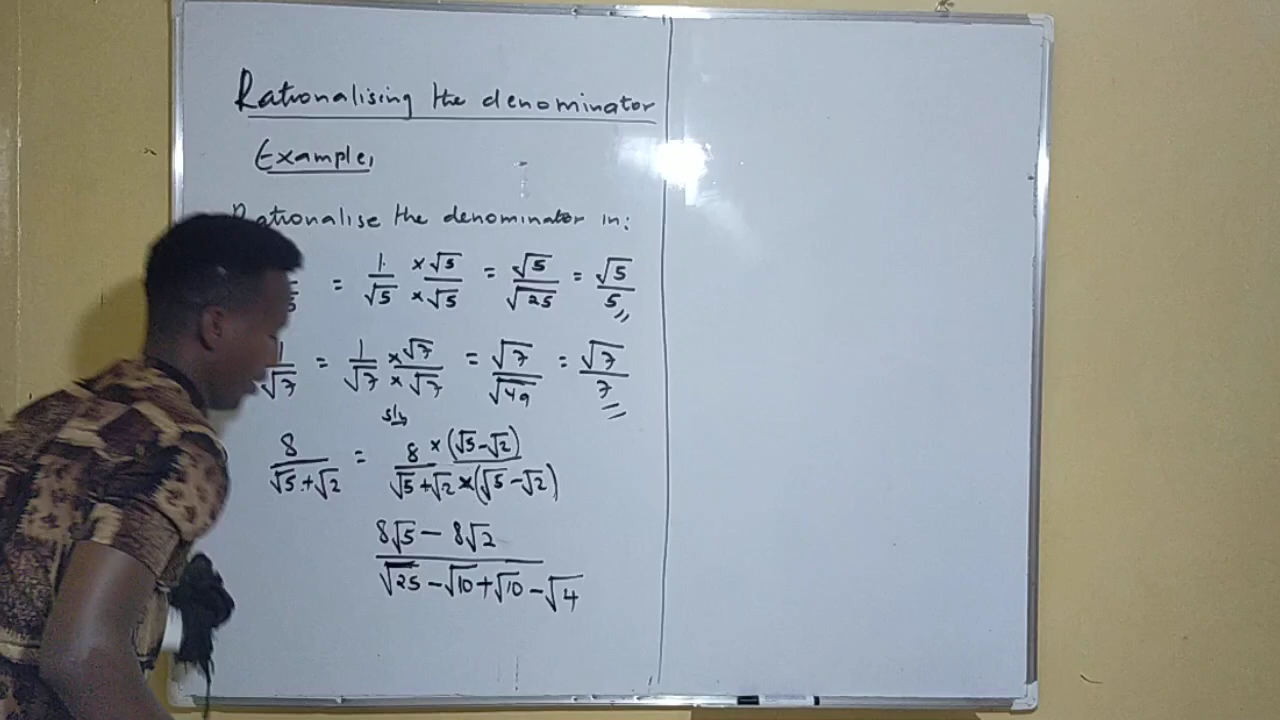 Rationalising the denominator
Example,
Rationalise the denominator in:
= 1/√5 ×√5/×√5 = √5/√25 = √5/5
1/√7 = 1/√7 ×√7/×√7 = √7/√49 = √7/7
8/√5+√2 = 8×(√5-√2)/√5+√2×(√5-√2)
8√5-8√2/√25-√10+√10-√4